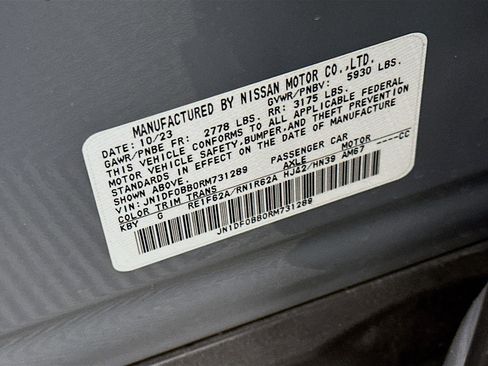 MANUFACTURED BY NISSAN MOTOR CO.,LTD.
DATE: 10/23 GVWR/PNBV: 5930 LBS.
GAWR/PNBE FR: 2778 LBS. RR: 3175 LBS.
THIS VEHICLE CONFORMS TO ALL APPLICABLE FEDERAL
MOTOR VEHICLE SAFETY,BUMPER,AND THEFT PREVENTION
STANDARDS IN EFFECT ON THE DATE OF MANUFACTURE
SHOWN ABOVE.
VIN: JN1DF0BB0RM731289 PASSENGER CAR
COLOR TRIM TRANS AXLE MOTOR ----CC
KBY G RE1F62A/RN1R62A HJ42/HN39 AM67
JN1DF0BB0RM731289